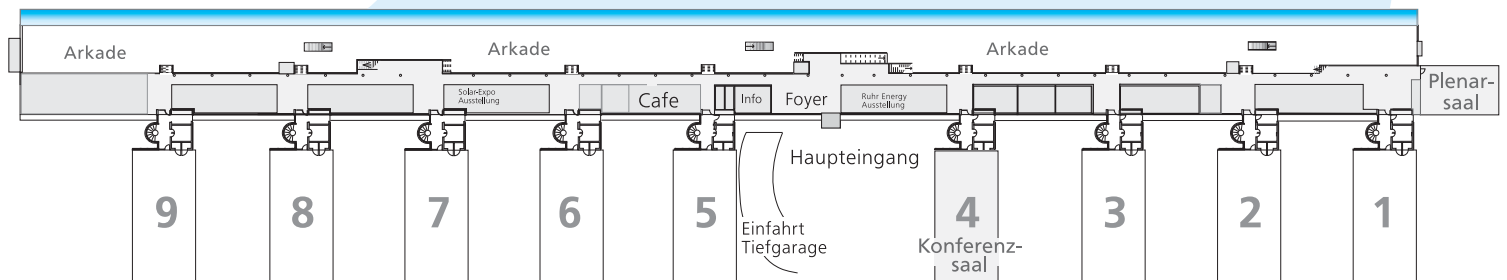 Arkade
Arkade
Arkade
Solar-Expo
Ausstellung
Cafe
Info
Foyer
Ruhr Energy
Ausstellung
Plenar-
saal
Haupteingang
9
8
7
6
5
4
3
2
1
Einfahrt
Tiefgarage
Konferenz-
saal